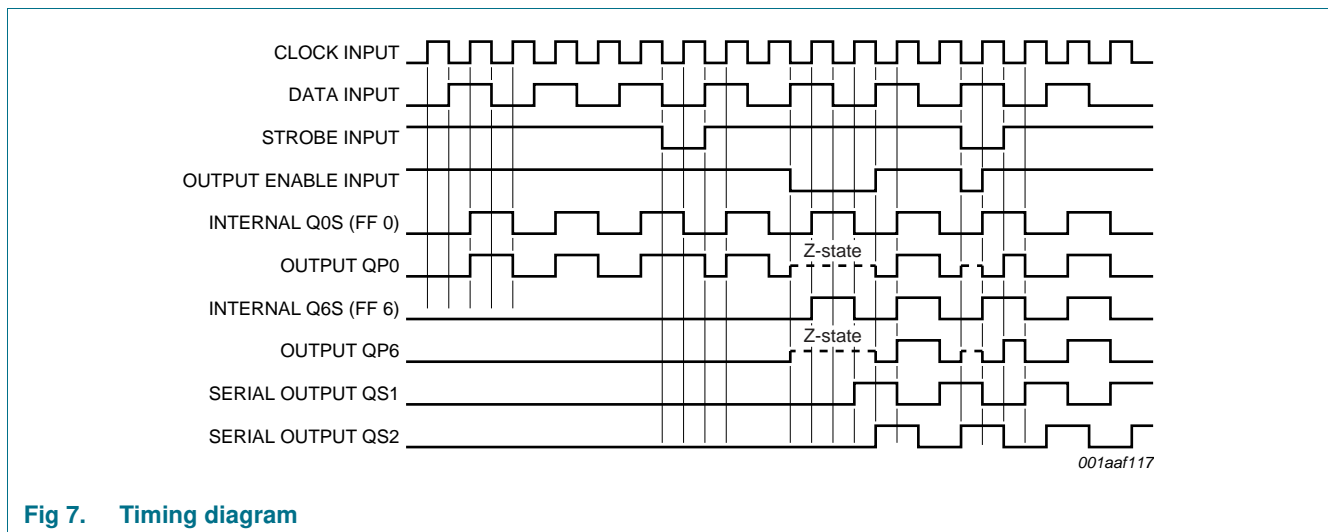 CLOCK INPUT
DATA INPUT
STROBE INPUT
OUTPUT ENABLE INPUT
INTERNAL Q0S (FF 0)
Z-state
OUTPUT QP0
INTERNAL Q6S (FF 6)
Z-state
OUTPUT QP6
SERIAL OUTPUT QS1
SERIAL OUTPUT QS2
001aaf117
Fig 7. Timing diagram